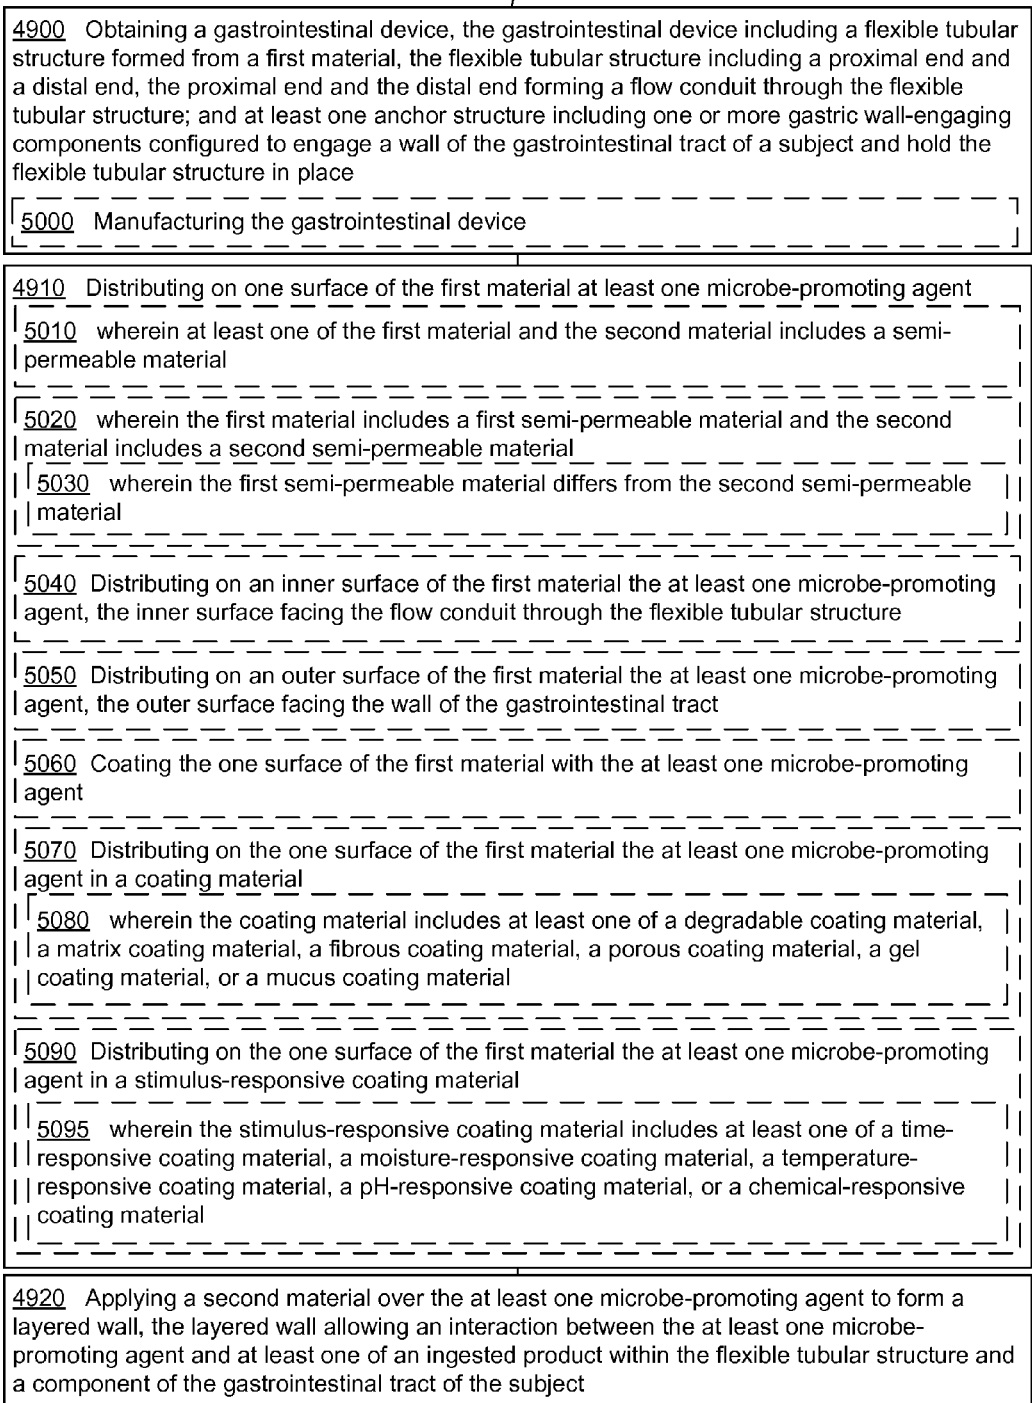 4900 Obtaining a gastrointestinal device, the gastrointestinal device including a flexible tubular
structure formed from a first material, the flexible tubular structure including a proximal end and
a distal end, the proximal end and the distal end forming a flow conduit through the flexible
tubular structure; and at least one anchor structure including one or more gastric wall-engaging
components configured to engage a wall of the gastrointestinal tract of a subject and hold the
flexible tubular structure in place
5000 Manufacturing the gastrointestinal device
4910 Distributing on one surface of the first material at least one microbe-promoting agent
5010 wherein at least one of the first material and the second material includes a semi-
permeable material
5020 wherein the first material includes a first semi-permeable material and the second
material includes a second semi-permeable material
5030 wherein the first semi-permeable material differs from the second semi-permeable
material
5040 Distributing on an inner surface of the first material the at least one microbe-promoting
agent, the inner surface facing the flow conduit through the flexible tubular structure
5050 Distributing on an outer surface of the first material the at least one microbe-promoting
agent, the outer surface facing the wall of the gastrointestinal tract
5060 Coating the one surface of the first material with the at least one microbe-promoting
agent
5070 Distributing on the one surface of the first material the at least one microbe-promoting
agent in a coating material
5080 wherein the coating material includes at least one of a degradable coating material,
a matrix coating material, a fibrous coating material, a porous coating material, a gel
coating material, or a mucus coating material
5090 Distributing on the one surface of the first material the at least one microbe-promoting
agent in a stimulus-responsive coating material
5095 wherein the stimulus-responsive coating material includes at least one of a time-
responsive coating material, a moisture-responsive coating material, a temperature-
responsive coating material, a pH-responsive coating material, or a chemical-responsive
coating material
4920 Applying a second material over the at least one microbe-promoting agent to form a
layered wall, the layered wall allowing an interaction between the at least one microbe-
promoting agent and at least one of an ingested product within the flexible tubular structure and
a component of the gastrointestinal tract of the subject